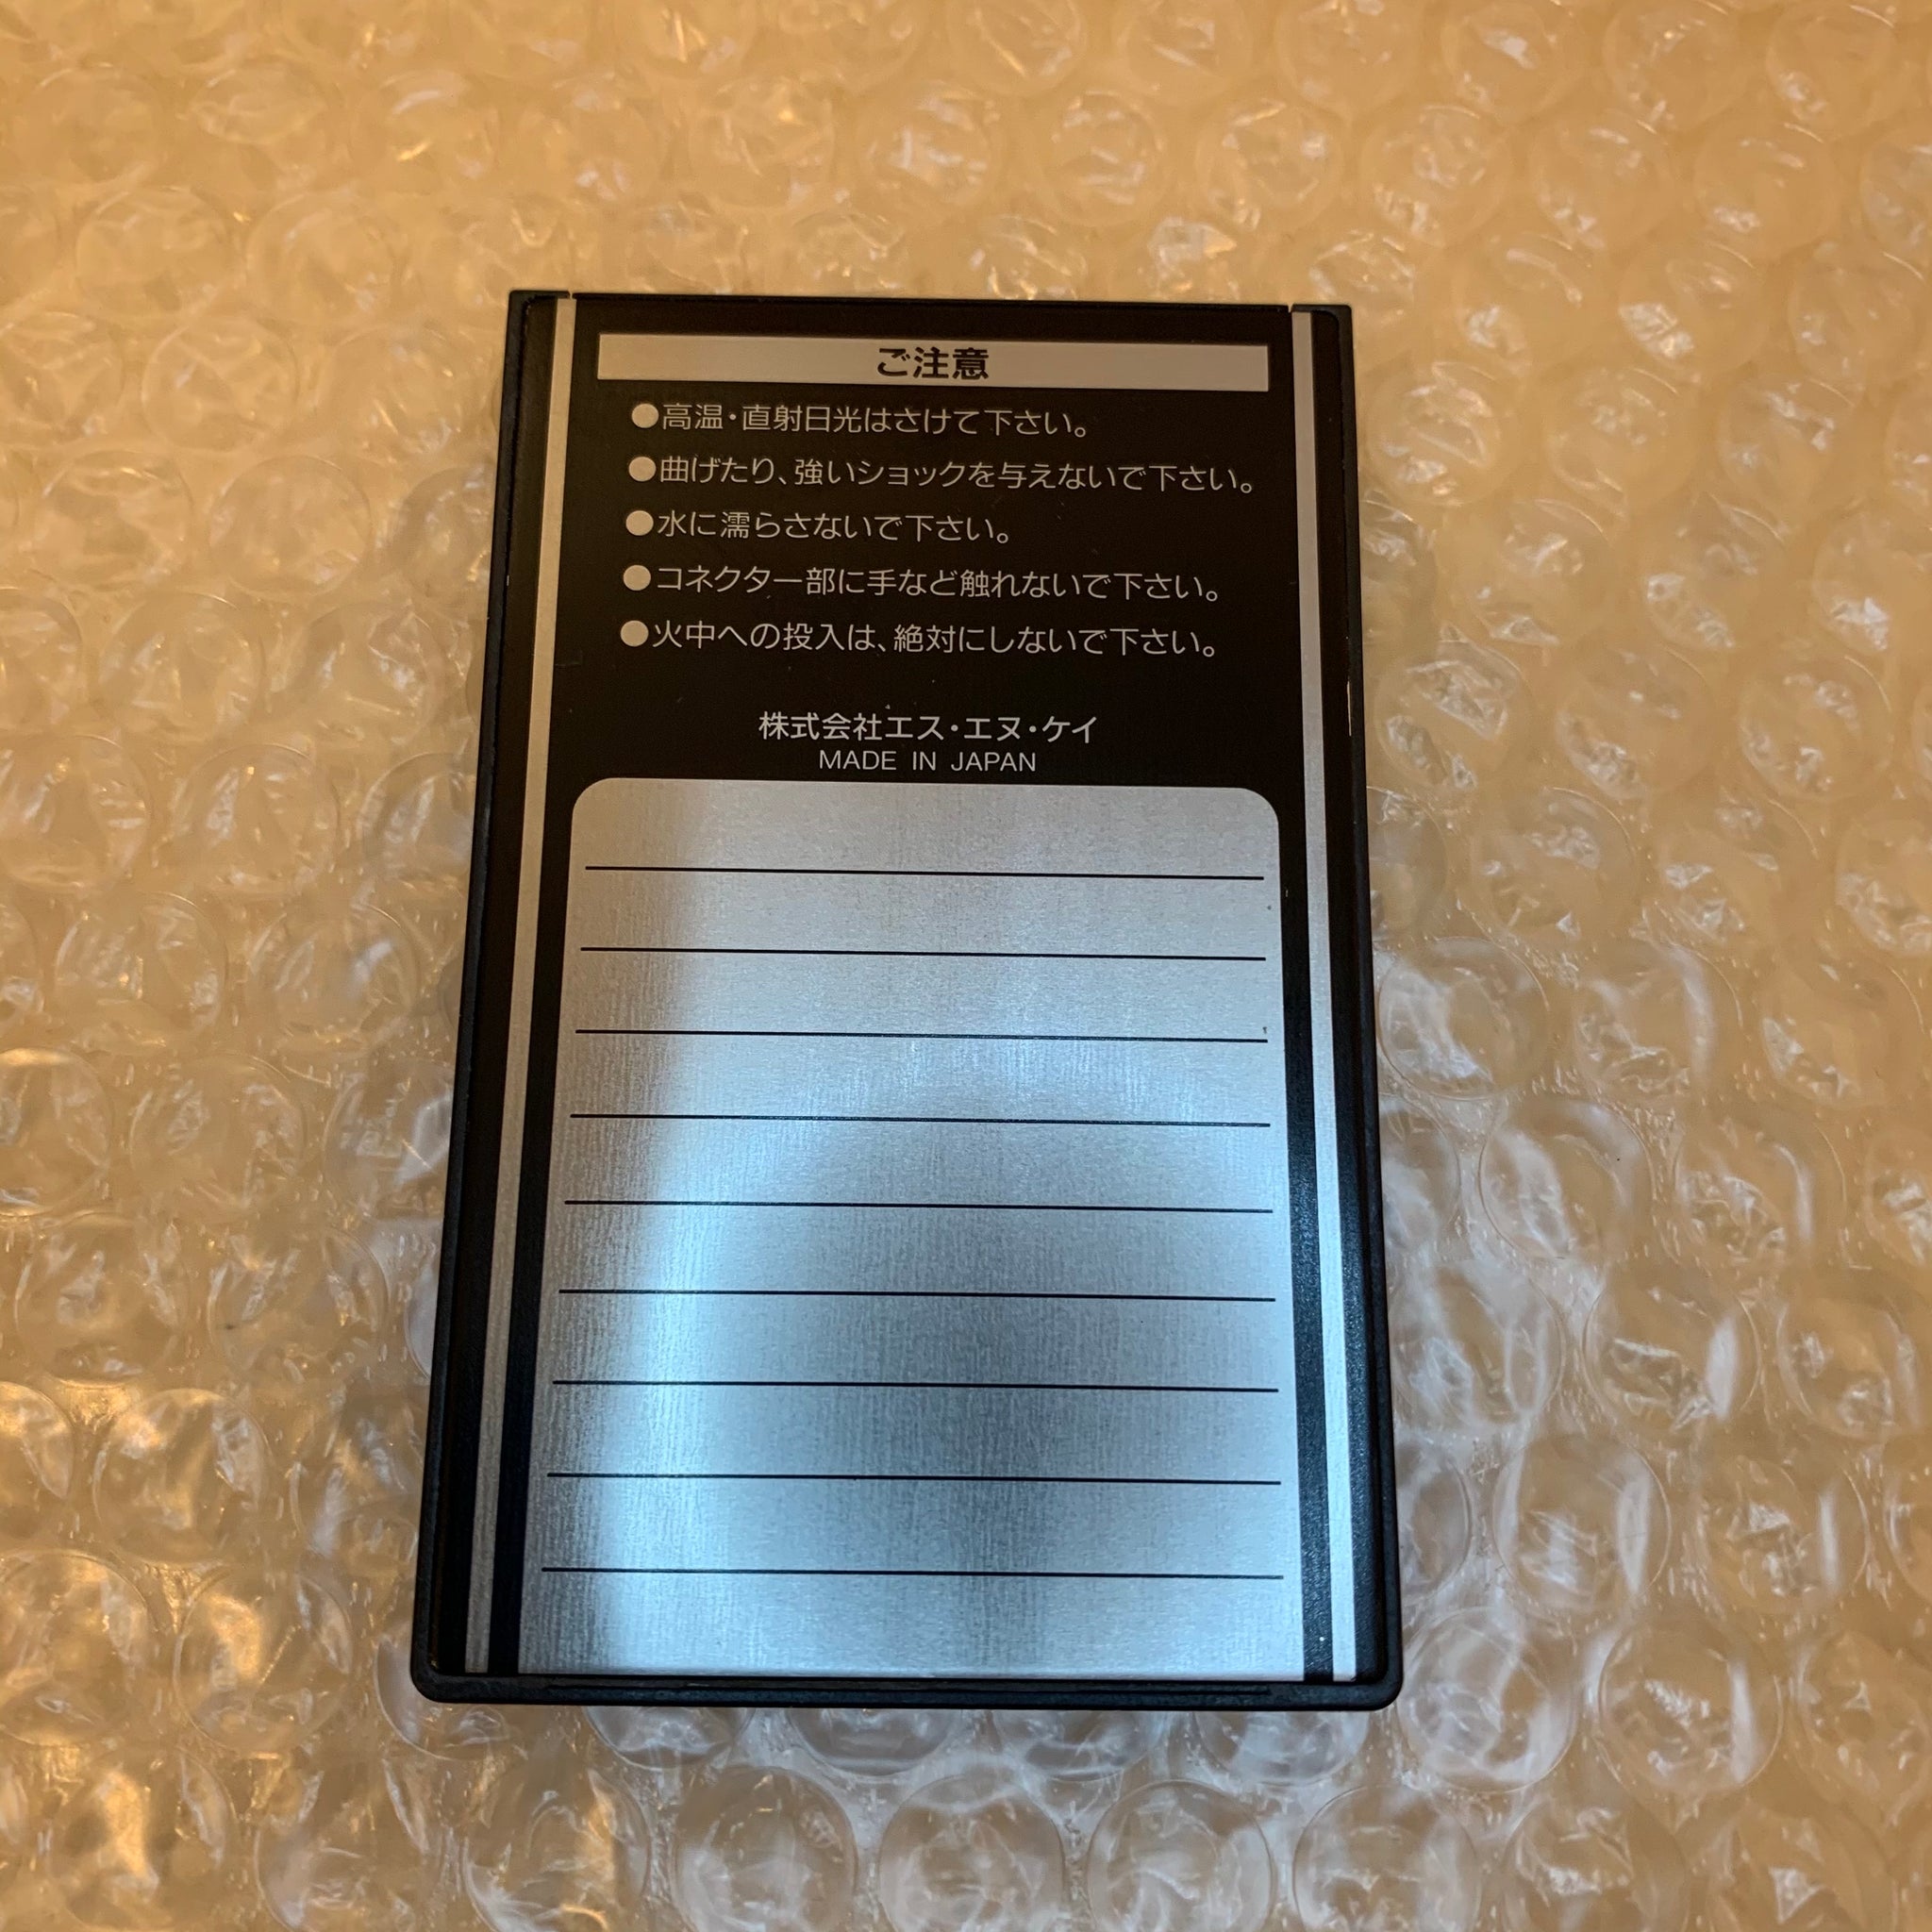 ご注意
●高温・直射日光はさけて下さい。
●曲げたり、強いショックを与えないで下さい。
●水に濡らさないで下さい。
●コネクター部に手など触れないで下さい。
●火中への投入は、絶対にしないで下さい。
株式会社エス・エヌ・ケイ
MADE IN JAPAN